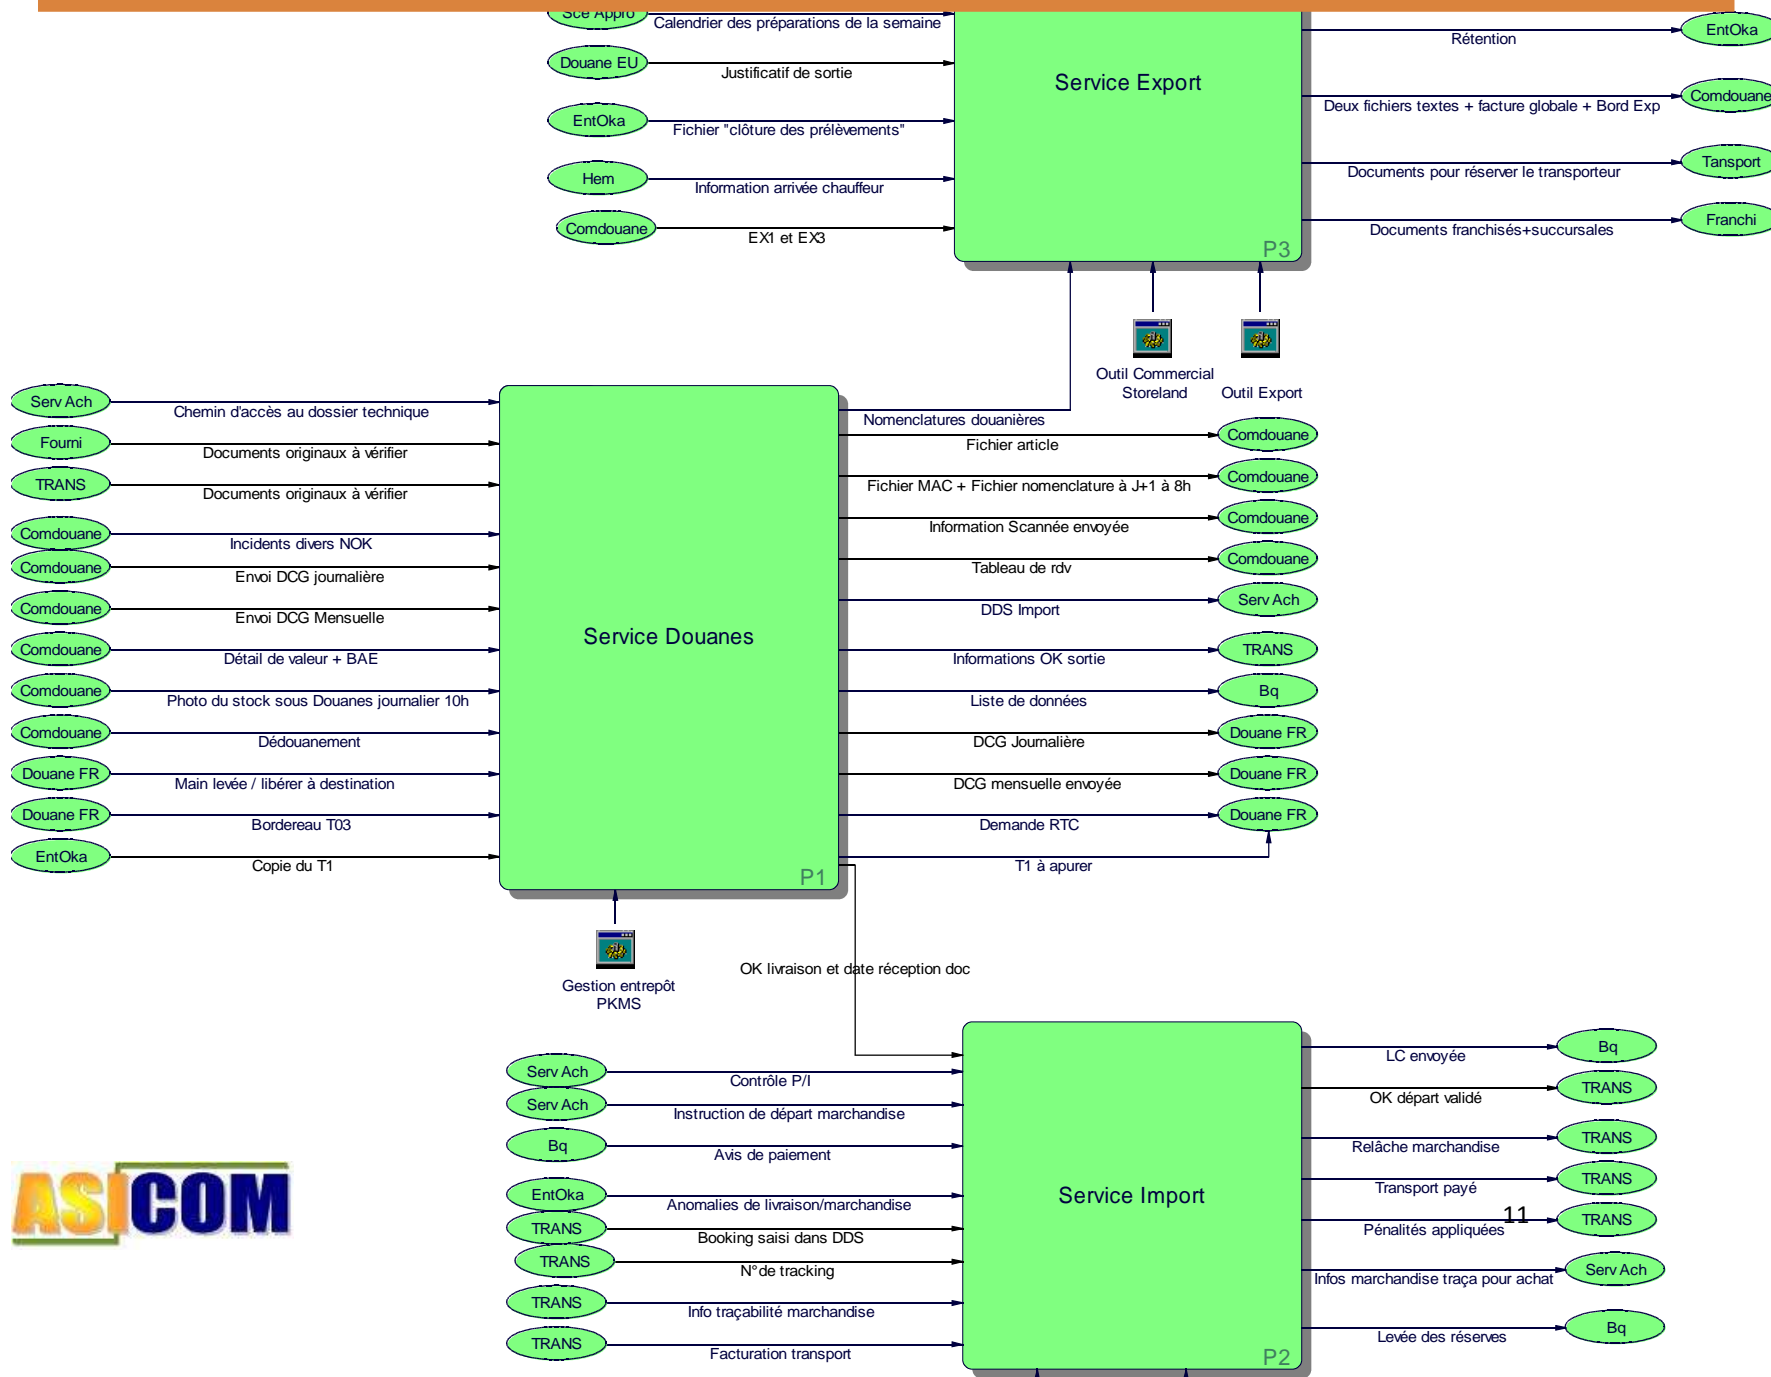 Sce Appro
Calendrier des préparations de la semaine
Douane EU
Justificatif de sortie
EntOka
Fichier "clôture des prélèvements"
Hem
Information arrivée chauffeur
Comdouane
EX1 et EX3
Service Export
P3
Rétention
EntOka
Deux fichiers textes + facture globale + Bord Exp
Comdouane
Documents pour réserver le transporteur
Tansport
Documents franchisés+succursales
Franchi
Outil Commercial
Storeland
Outil Export
Serv Ach
Chemin d'accès au dossier technique
Fourni
Documents originaux à vérifier
TRANS
Documents originaux à vérifier
Comdouane
Incidents divers NOK
Comdouane
Envoi DCG journalière
Comdouane
Envoi DCG Mensuelle
Comdouane
Détail de valeur + BAE
Comdouane
Photo du stock sous Douanes journalier 10h
Comdouane
Dédouanement
Douane FR
Main levée / libérer à destination
Douane FR
Bordereau T03
EntOka
Copie du T1
Service Douanes
P1
Nomenclatures douanières
Fichier article
Comdouane
Fichier MAC + Fichier nomenclature à J+1 à 8h
Comdouane
Information Scannée envoyée
Comdouane
Tableau de rdv
Comdouane
DDS Import
Serv Ach
Informations OK sortie
TRANS
Liste de données
Bq
DCG Journalière
Douane FR
DCG mensuelle envoyée
Douane FR
Demande RTC
Douane FR
T1 à apurer
Gestion entrepôt
PKMS
OK livraison et date réception doc
Serv Ach
Contrôle P/I
Serv Ach
Instruction de départ marchandise
Bq
Avis de paiement
EntOka
Anomalies de livraison/marchandise
TRANS
Booking saisi dans DDS
TRANS
N°de tracking
TRANS
Info traçabilité marchandise
TRANS
Facturation transport
Service Import
P2
LC envoyée
Bq
OK départ validé
TRANS
Relâche marchandise
TRANS
Transport payé
TRANS
Pénalités appliquées
TRANS
11
Infos marchandise traça pour achat
Serv Ach
Levée des réserves
Bq
ASICOM